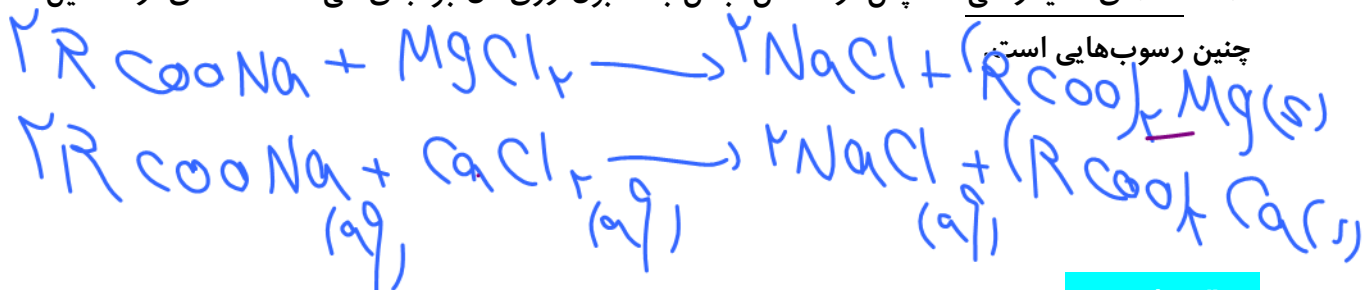 چنین رسوب‌هایی است.
۲RCOONa + MgCl۲ → ۲NaCl + (RCOO)۲Mg(s)
۲RCOONa(aq) + CaCl۲(aq) → ۲NaCl(aq) + (RCOO)۲Ca(s)